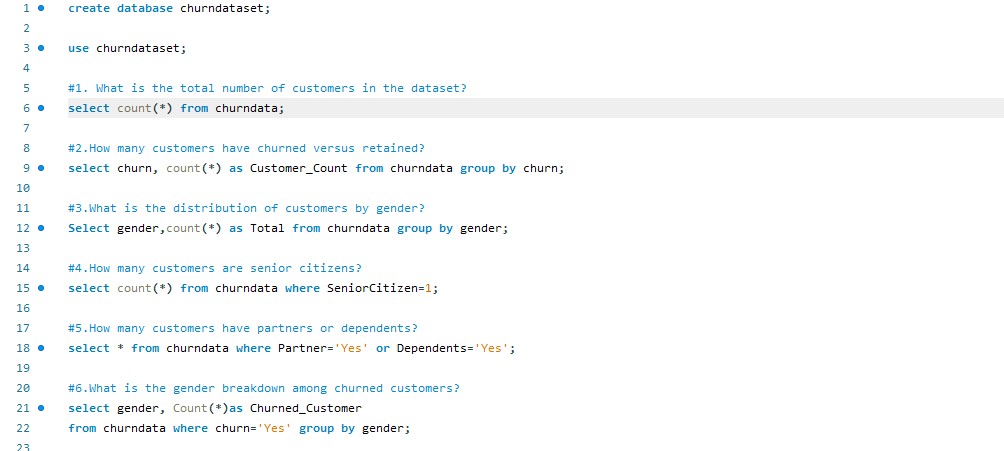 1 create database churndataset;
2
3 use churndataset;
4
5 #1. What is the total number of customers in the dataset?
6 select count(*) from churndata;
7
8 #2.How many customers have churned versus retained?
9 select churn, count(*) as Customer_Count from churndata group by churn;
10
11 #3.What is the distribution of customers by gender?
12 Select gender,count(*) as Total from churndata group by gender;
13
14 #4.How many customers are senior citizens?
15 select count(*) from churndata where SeniorCitizen=1;
16
17 #5.How many customers have partners or dependents?
18 select * from churndata where Partner='Yes' or Dependents='Yes';
19
20 #6.What is the gender breakdown among churned customers?
21 select gender, Count(*)as Churned_Customer
22 from churndata where churn='Yes' group by gender;
23